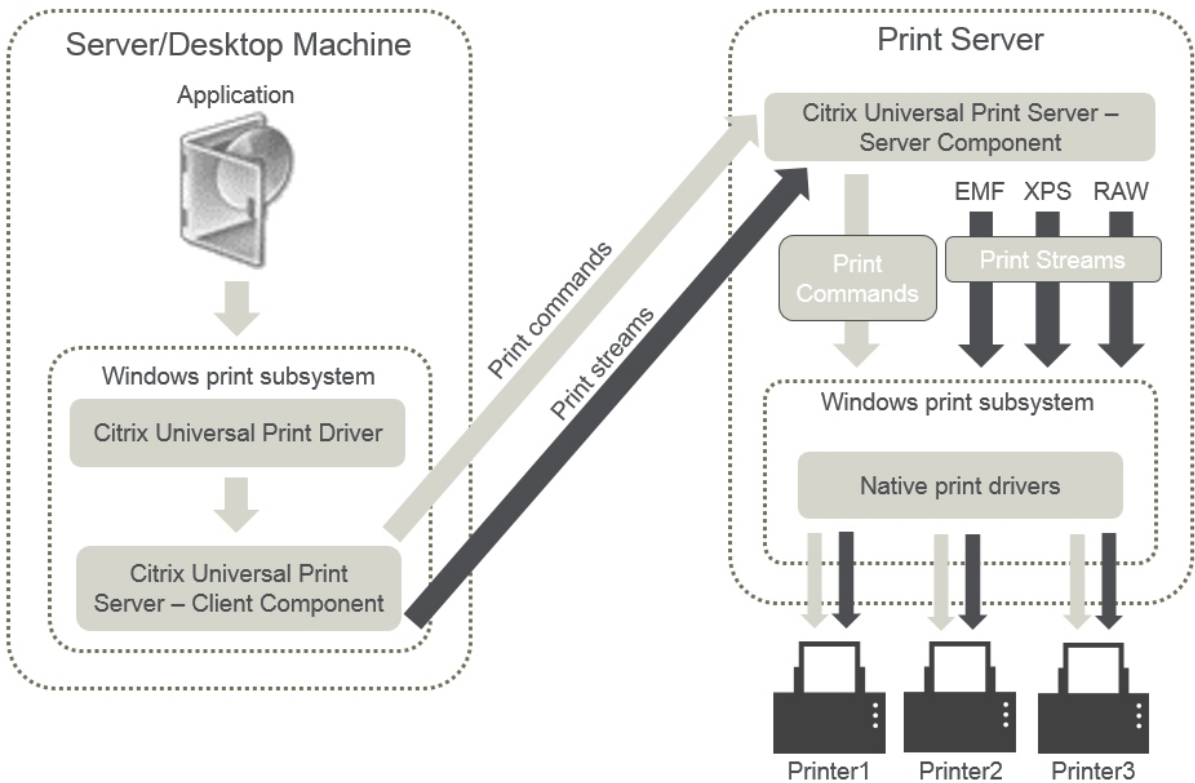 Server/Desktop Machine
Application
Windows print subsystem
Citrix Universal Print Driver
Citrix Universal Print
Server – Client Component
Print commands
Print streams
Print Server
Citrix Universal Print Server –
Server Component
EMF XPS RAW
Print
Commands
Print Streams
Windows print subsystem
Native print drivers
Printer1 Printer2 Printer3